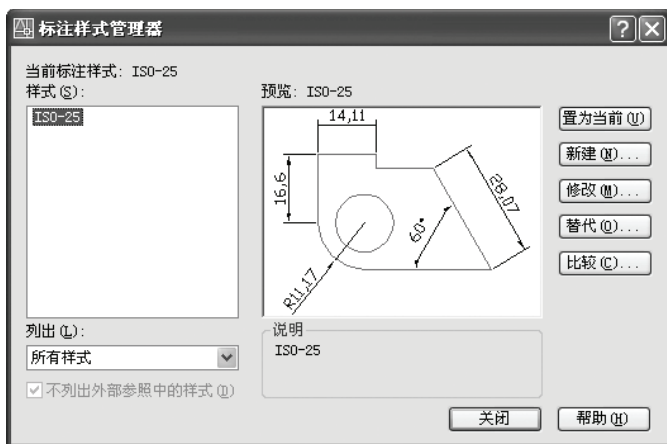 标注样式管理器
当前标注样式: ISO-25
样式(S):
ISO-25
预览: ISO-25
14,11
16,6
28,07
60°
R11,17
置为当前(U)
新建(N)...
修改(M)...
替代(O)...
比较(C)...
列出(L):
所有样式
不列出外部参照中的样式(D)
说明
ISO-25
关闭
帮助(H)